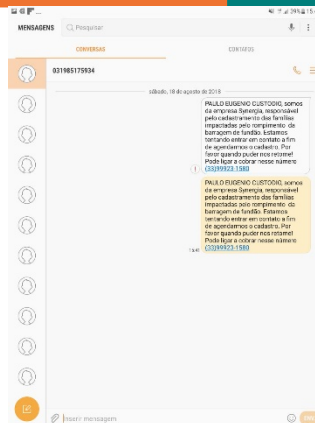 29%
MENSAGENS
Pesquisar
CONVERSAS
CONTATOS
031985175934
sábado, 18 de agosto de 2018
PAULO EUGENIO CUSTODIO, somos
da empresa Synergia, responsável
pelo cadastramento das famílias
impactadas pelo rompimento da
barragem de fundão. Estamos
tentando entrar em contato a fim
de agendarmos o cadastro. Por
favor quando puder nos retorne!
Pode ligar a cobrar nesse número
(33)99923-1580
PAULO EUGENIO CUSTODIO, somos
da empresa Synergia, responsável
pelo cadastramento das famílias
impactadas pelo rompimento da
barragem de fundão. Estamos
tentando entrar em contato a fim
de agendarmos o cadastro. Por
favor quando puder nos retorne!
Pode ligar a cobrar nesse número
(33)99923-1580
Inserir mensagem